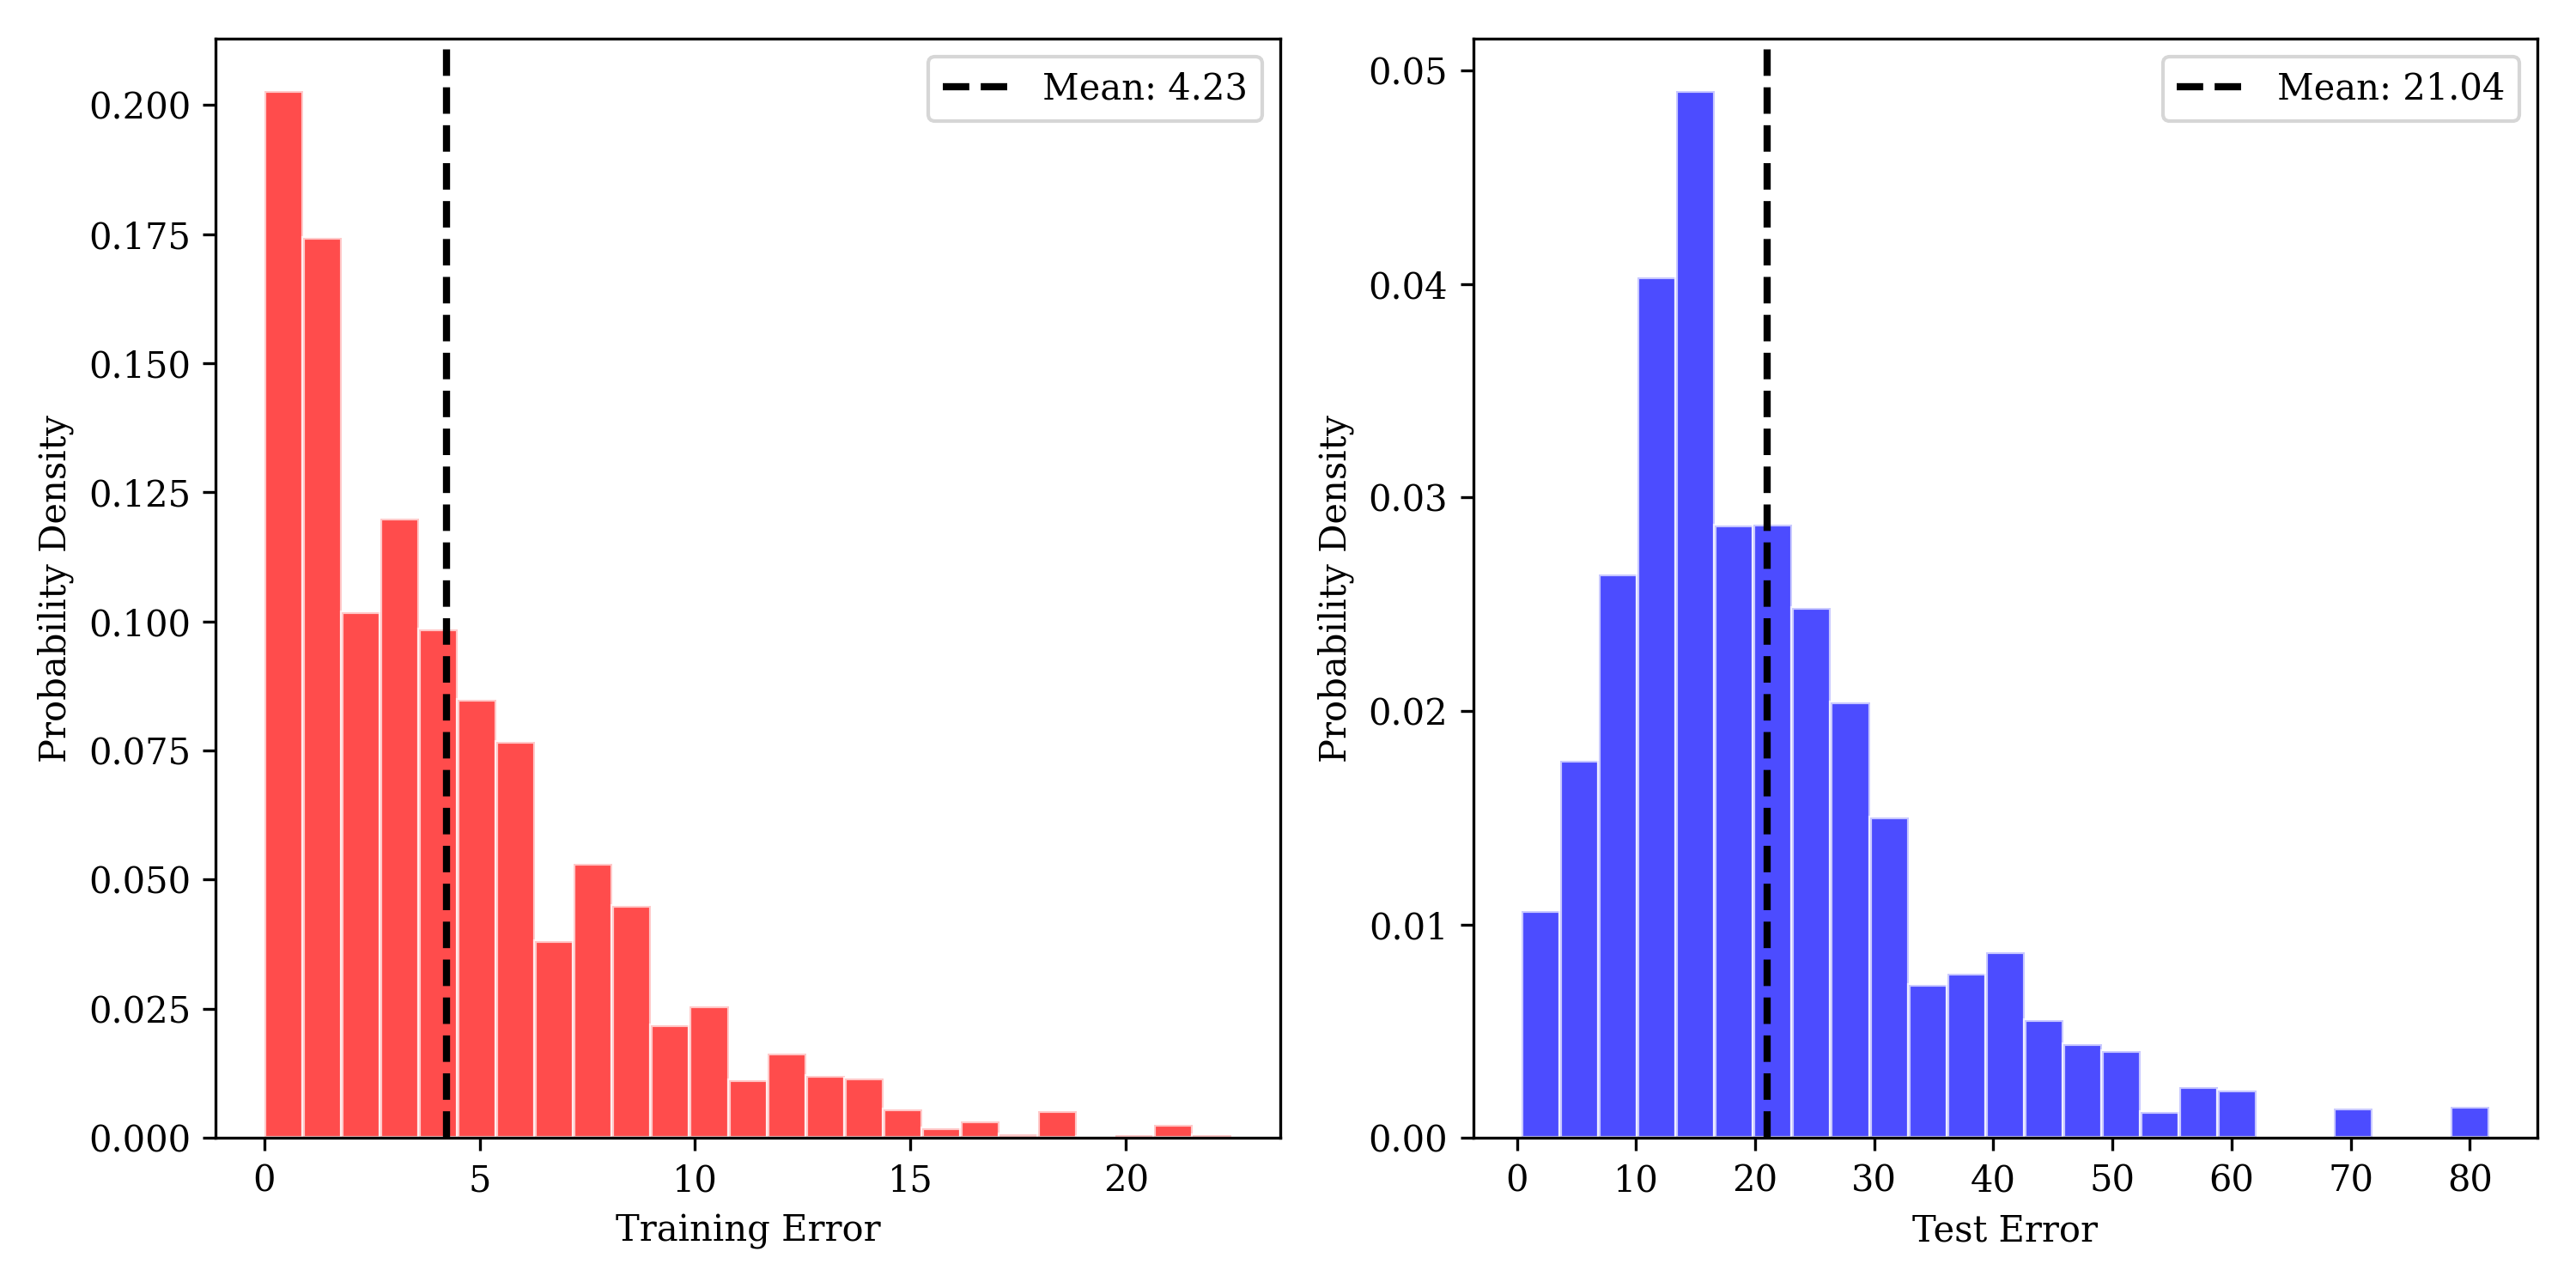 Mean: 4.23
0.200
0.175
0.150
0.125
0.100
0.075
0.050
0.025
0.000
Probability Density
0 5 10 15 20
Training Error
Mean: 21.04
0.05
0.04
0.03
0.02
0.01
0.00
Probability Density
0 10 20 30 40 50 60 70 80
Test Error